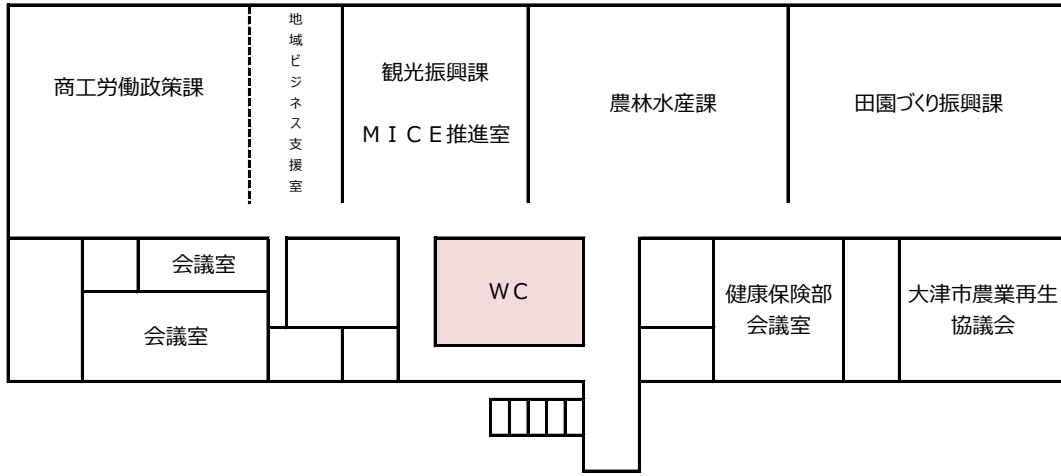 商工労働政策課
地域ビジネス支援室
観光振興課
ＭＩＣＥ推進室
農林水産課
田園づくり振興課
会議室
会議室
ＷＣ
健康保険部
会議室
大津市農業再生
協議会